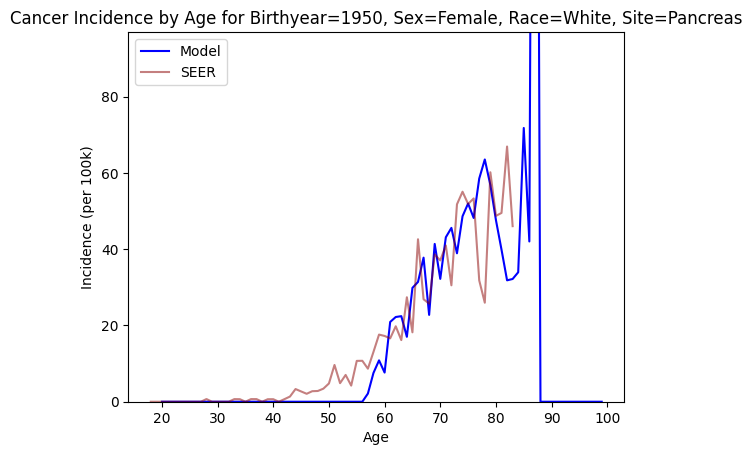 Cancer Incidence by Age for Birthyear=1950, Sex=Female, Race=White, Site=Pancreas
Model
SEER
80
60
40
20
0
Incidence (per 100k)
20 30 40 50 60 70 80 90 100
Age